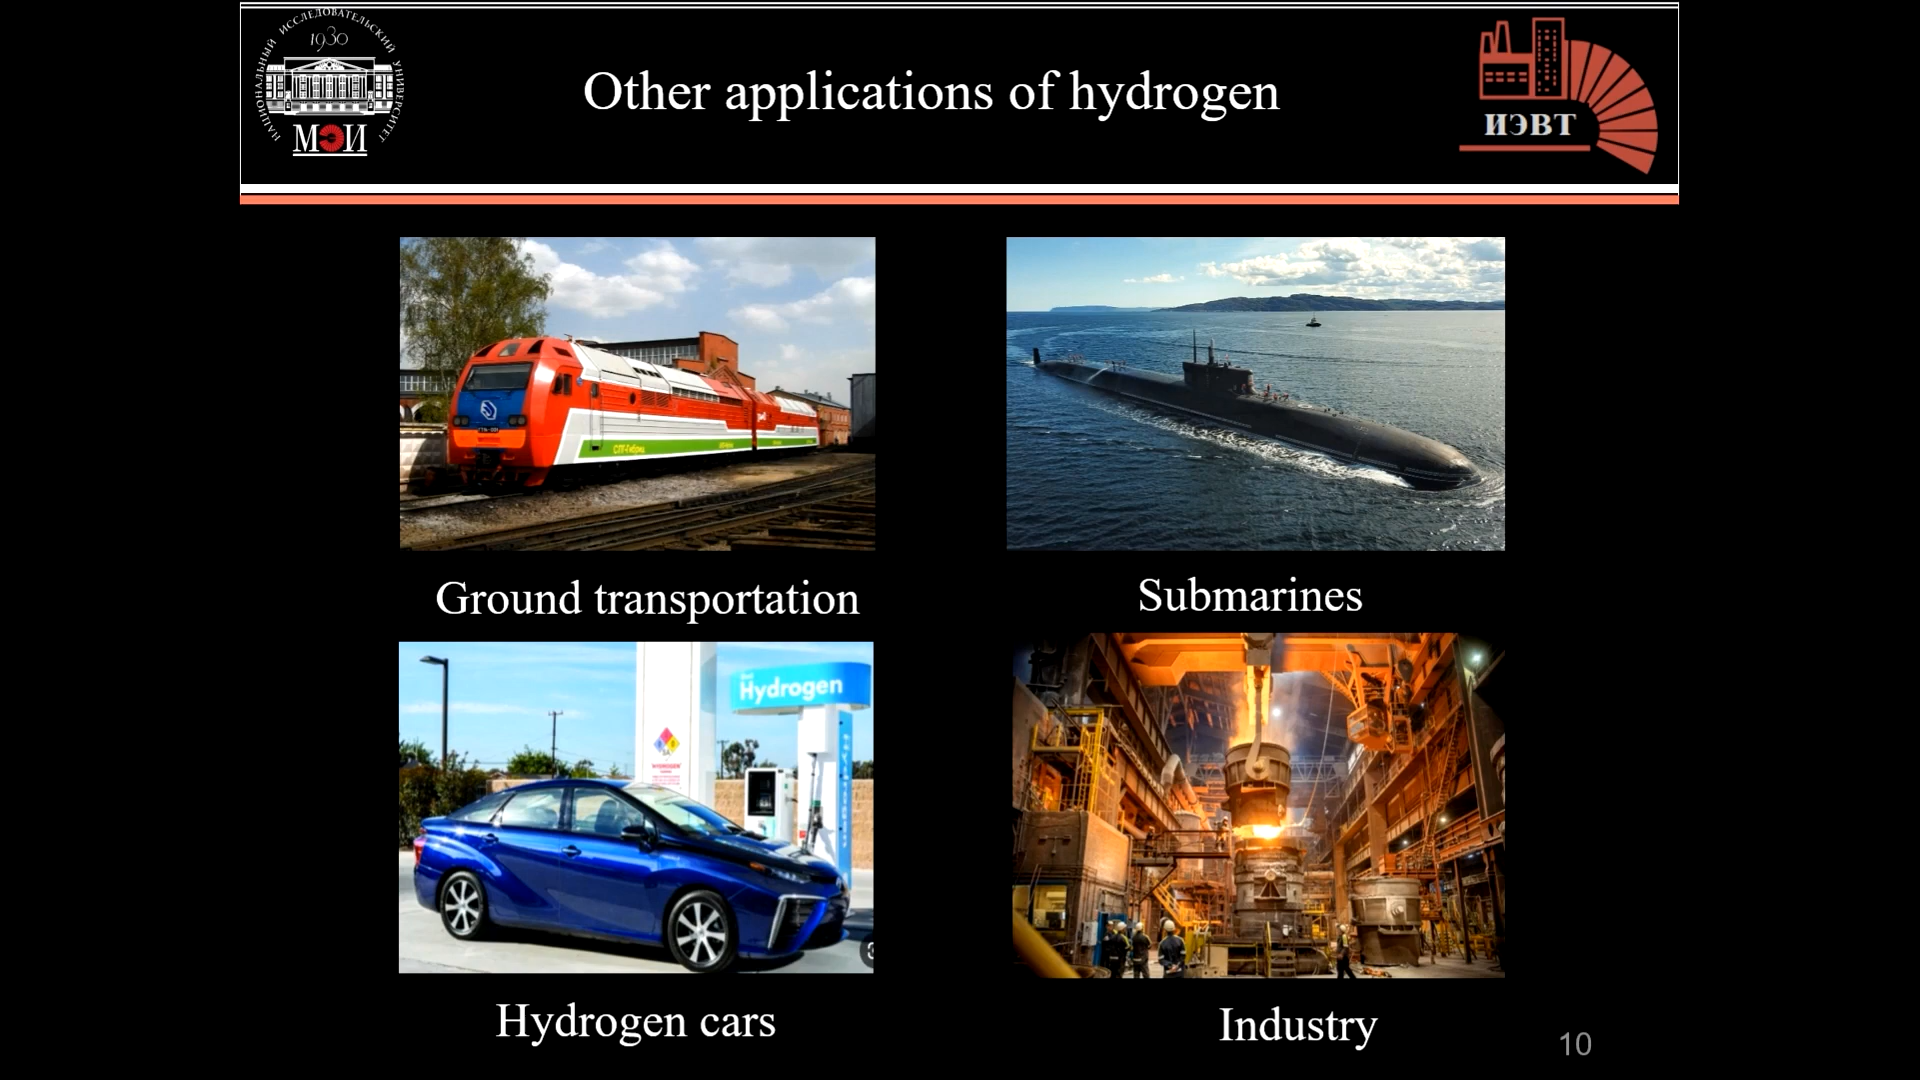 НАЦИОНАЛЬНЫЙ ИССЛЕДОВАТЕЛЬСКИЙ УНИВЕРСИТЕТ
1930
МЭИ
Other applications of hydrogen
ИЭВТ
Ground transportation
Submarines
Hydrogen
Hydrogen cars
Industry
10